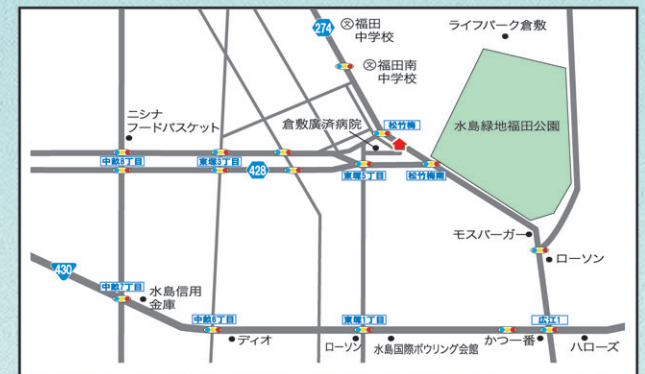 274
㊛福田
中学校
ライフパーク倉敷
㊛福田南
中学校
ニシナ
フードバスケット
倉敷廣済病院
松竹梅
水島緑地福田公園
中畝8丁目
東塚3丁目
428
東塚5丁目
松竹梅南
モスバーガー
ローソン
430
中畝7丁目
水島信用
金庫
中畝6丁目
東塚1丁目
広江1
ディオ
ローソン
水島国際ボウリング会館
かつ一番
ハローズ